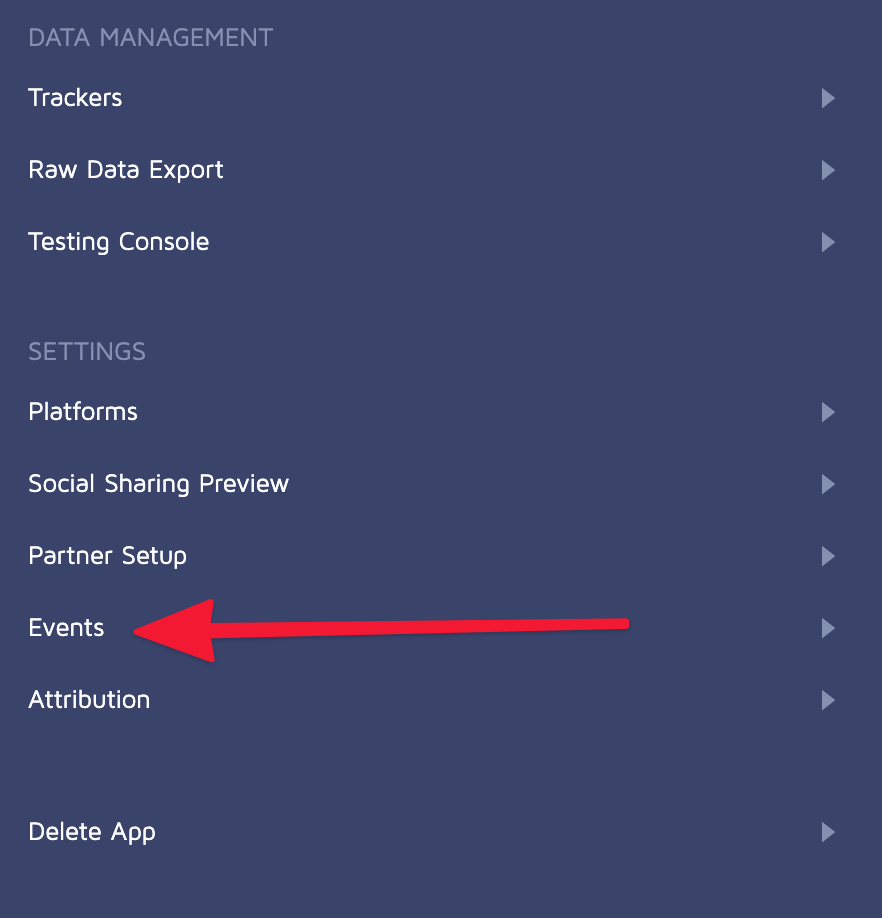 DATA MANAGEMENT
Trackers
Raw Data Export
Testing Console
SETTINGS
Platforms
Social Sharing Preview
Partner Setup
Events
Attribution
Delete App